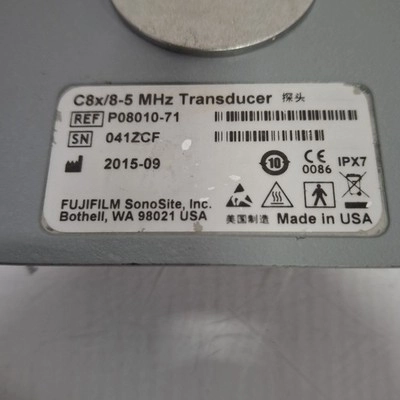 C8x/8-5 MHz Transducer 探头
REF P08010-71
SN 041ZCF
2015-09
10 CE 0086 IPX7
FUJIFILM SonoSite, Inc.
Bothell, WA 98021 USA
美国制造 Made in USA